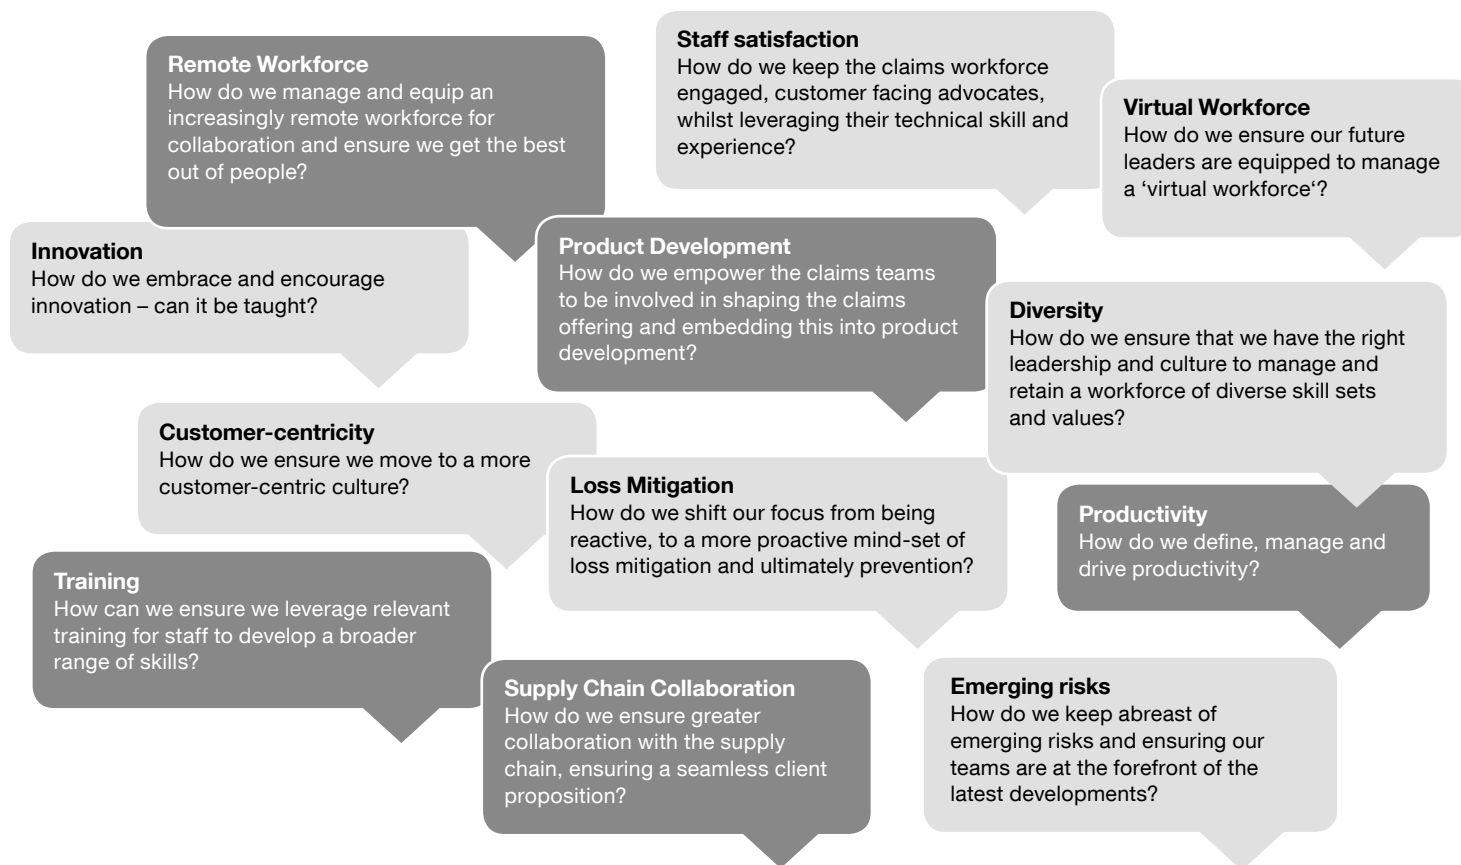 Remote Workforce
How do we manage and equip an
increasingly remote workforce for
collaboration and ensure we get the best
out of people?
Staff satisfaction
How do we keep the claims workforce
engaged, customer facing advocates,
whilst leveraging their technical skill and
experience?
Virtual Workforce
How do we ensure our future
leaders are equipped to manage
a ‘virtual workforce‘?
Innovation
How do we embrace and encourage
innovation – can it be taught?
Product Development
How do we empower the claims teams
to be involved in shaping the claims
offering and embedding this into product
development?
Diversity
How do we ensure that we have the right
leadership and culture to manage and
retain a workforce of diverse skill sets
and values?
Customer-centricity
How do we ensure we move to a more
customer-centric culture?
Loss Mitigation
How do we shift our focus from being
reactive, to a more proactive mind-set of
loss mitigation and ultimately prevention?
Productivity
How do we define, manage and
drive productivity?
Training
How can we ensure we leverage relevant
training for staff to develop a broader
range of skills?
Supply Chain Collaboration
How do we ensure greater
collaboration with the supply
chain, ensuring a seamless client
proposition?
Emerging risks
How do we keep abreast of
emerging risks and ensuring our
teams are at the forefront of the
latest developments?